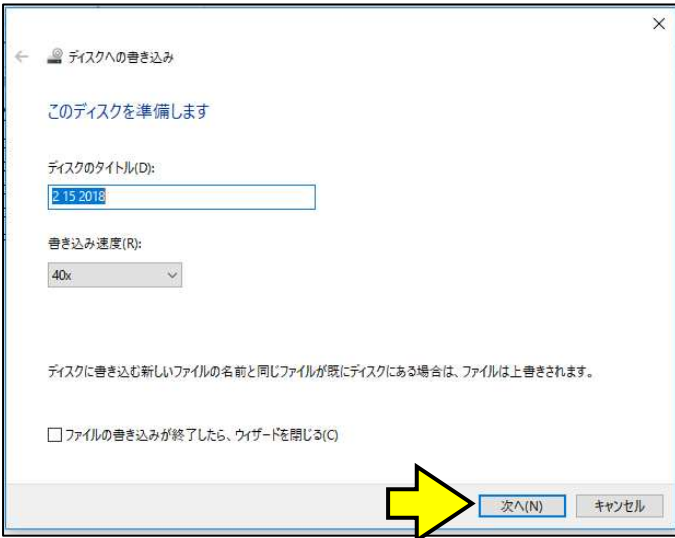 ディスクへの書き込み
このディスクを準備します
ディスクのタイトル(D):
2 15 2018
書き込み速度(R):
40x
ディスクに書き込む新しいファイルの名前と同じファイルが既にディスクにある場合は、ファイルは上書きされます。
ファイルの書き込みが終了したら、ウィザードを閉じる(C)
次へ(N) キャンセル